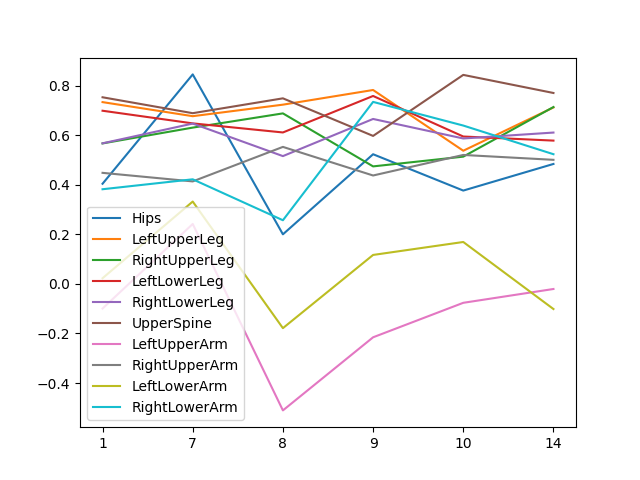 0.8
0.6
0.4
0.2
0.0
−0.2
−0.4
Hips
LeftUpperLeg
RightUpperLeg
LeftLowerLeg
RightLowerLeg
UpperSpine
LeftUpperArm
RightUpperArm
LeftLowerArm
RightLowerArm
1 7 8 9 10 14